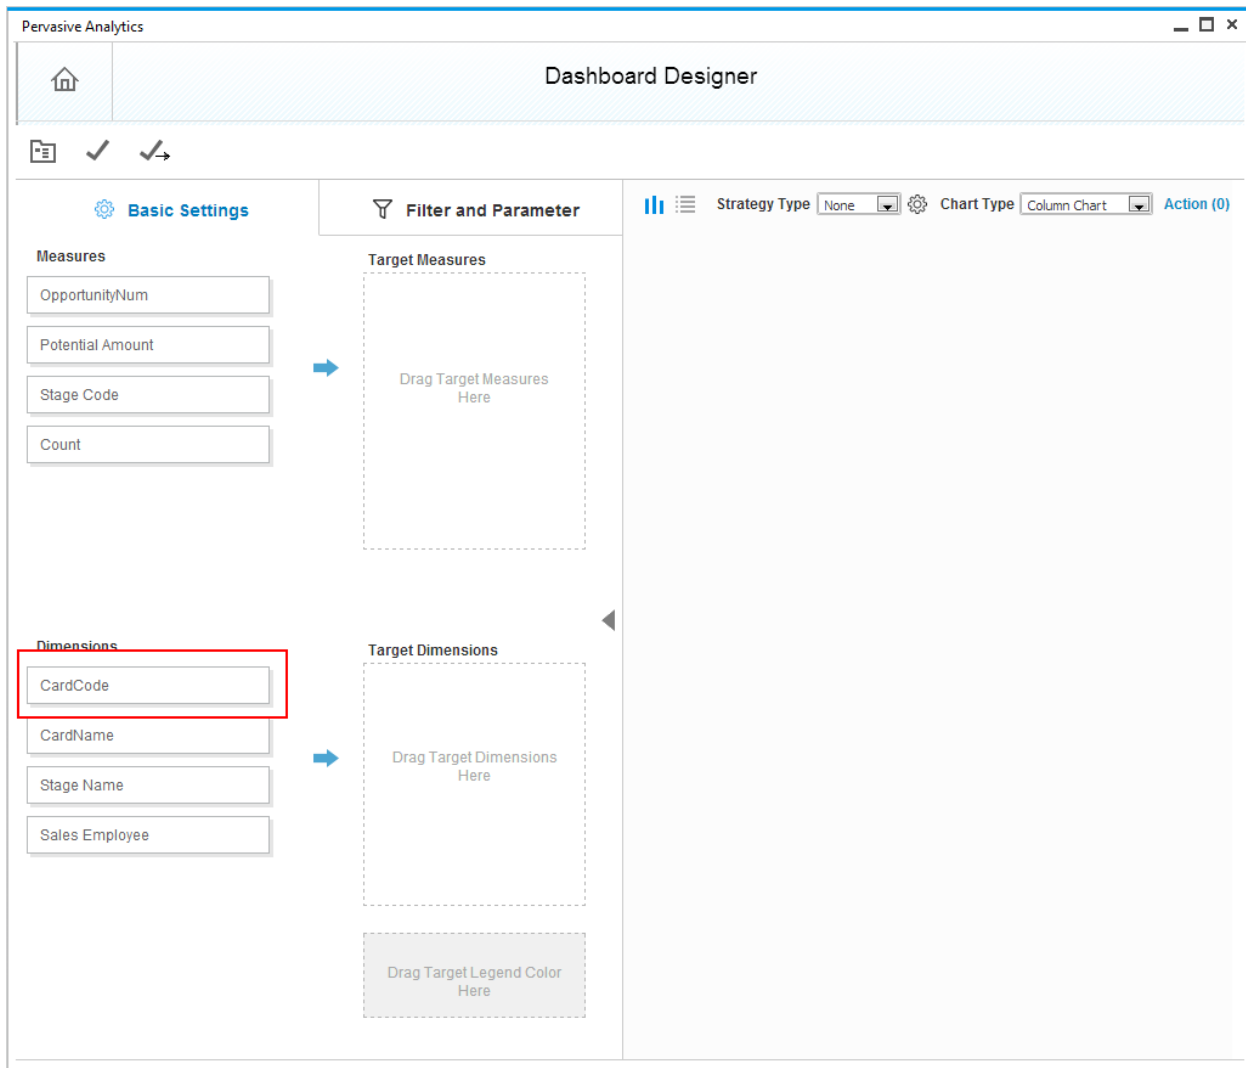 Pervasive Analytics
Dashboard Designer
Basic Settings
Filter and Parameter
Strategy Type None Chart Type Column Chart Action (0)
Measures
OpportunityNum
Potential Amount
Stage Code
Count
Target Measures
Drag Target Measures
Here
Dimensions
CardCode
CardName
Stage Name
Sales Employee
Target Dimensions
Drag Target Dimensions
Here
Drag Target Legend Color
Here